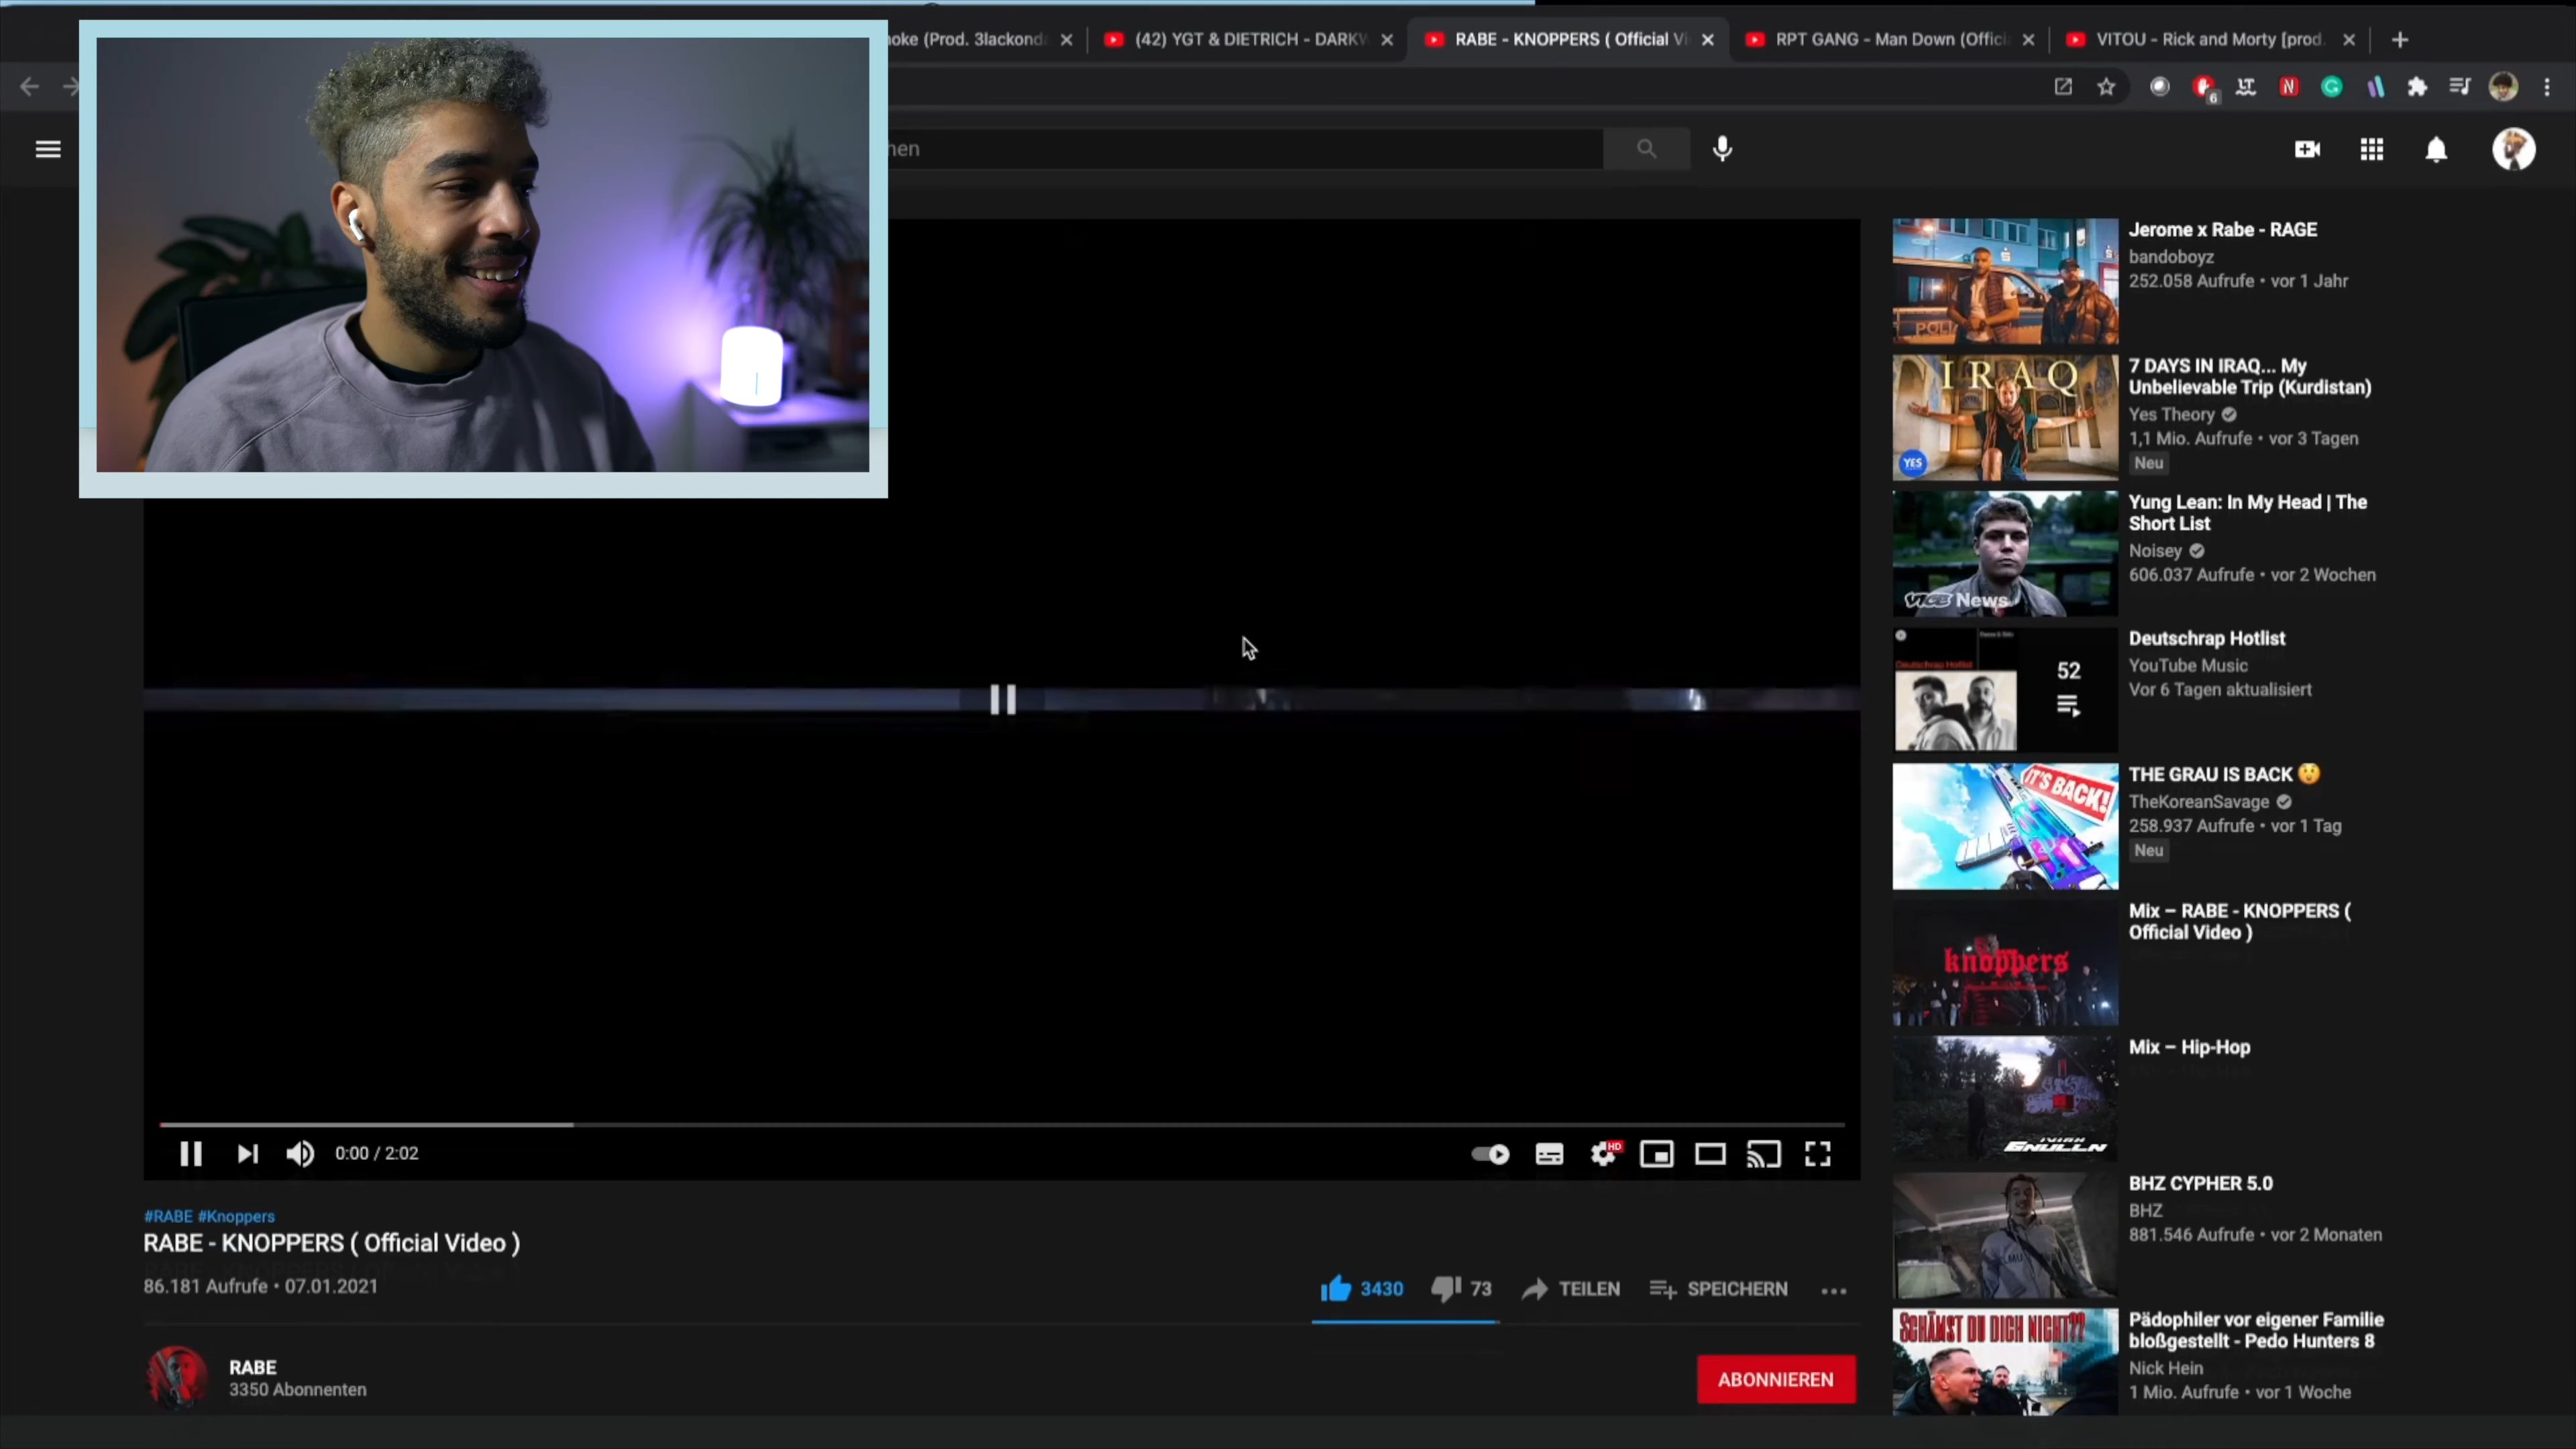 oke (Prod. 3lackond
(42) YGT & DIETRICH - DARKW
RABE - KNOPPERS ( Official Vi
RPT GANG - Man Down (Offici
VITOU - Rick and Morty [prod.
6
hen
Jerome x Rabe - RAGE
bandoboyz
252.058 Aufrufe • vor 1 Jahr
POLI
IRAQ
YES
7 DAYS IN IRAQ... My
Unbelievable Trip (Kurdistan)
Yes Theory
1,1 Mio. Aufrufe • vor 3 Tagen
Neu
VICE News
Yung Lean: In My Head | The
Short List
Noisey
606.037 Aufrufe • vor 2 Wochen
Deutschrap Hotlist
52
Deutschrap Hotlist
YouTube Music
Vor 6 Tagen aktualisiert
IT'S BACK!
THE GRAU IS BACK 😲
TheKoreanSavage
258.937 Aufrufe • vor 1 Tag
Neu
knoppers
Mix – RABE - KNOPPERS (
Official Video )
Mix – Hip-Hop
BHZ CYPHER 5.0
BHZ
881.546 Aufrufe • vor 2 Monaten
SCHÄMST DU DICH NICHT??
Pädophiler vor eigener Familie
bloßgestellt - Pedo Hunters 8
Nick Hein
1 Mio. Aufrufe • vor 1 Woche
0:00 / 2:02
HD
#RABE #Knoppers
RABE - KNOPPERS ( Official Video )
86.181 Aufrufe • 07.01.2021
3430
73
TEILEN
SPEICHERN
RABE
3350 Abonnenten
ABONNIEREN